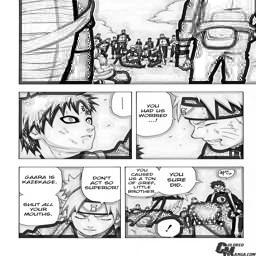 YOU
HAD US
WORRIED
...!
YOU
SURE
DID.
YOU
CAUSED
US A TON
OF GRIEF,
LITTLE
BROTHER
DON'T
ACT SO
SUPERIOR!
GAARA IS
KAZEKAGE.
SHUT ALL
YOUR
MOUTHS.
COLORED
MANGA.COM